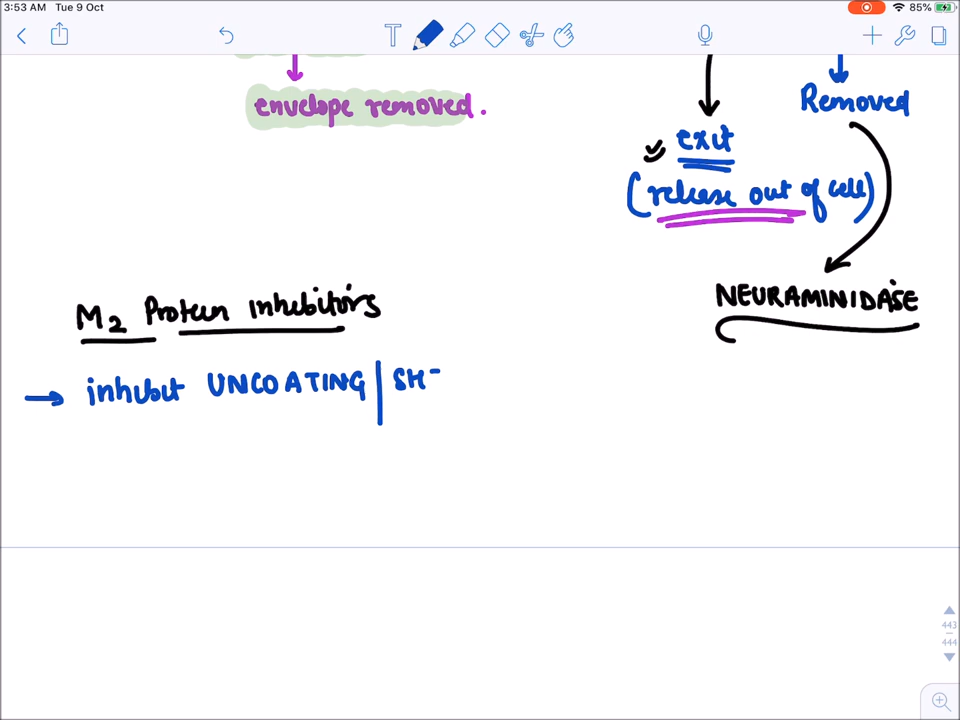 3:53 AM Tue 9 Oct
85%
T
envelope removed.
Removed
exit
(release out of cell)
NEURAMINIDASE
M2 Protein Inhibitors
→ inhibit UNCOATING | SH-
443
444